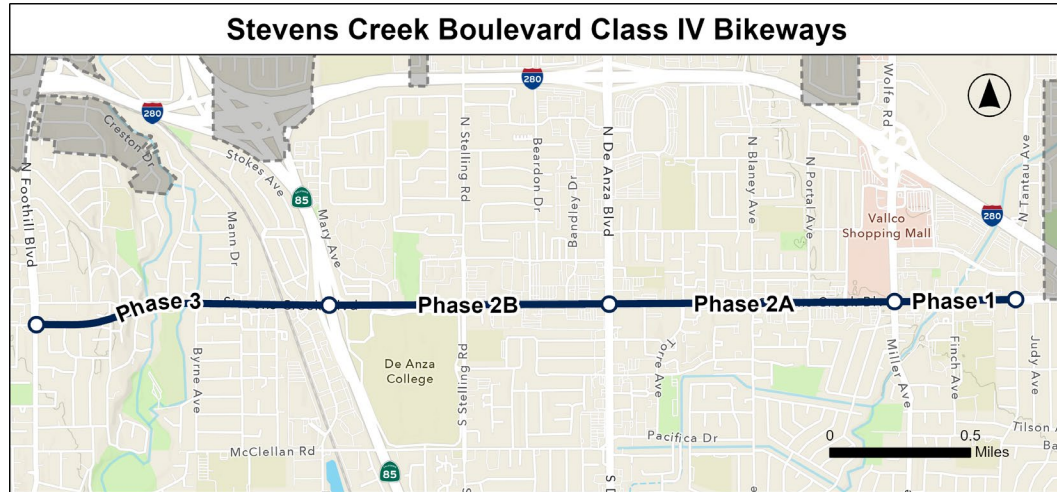 Stevens Creek Boulevard Class IV Bikeways
280
280
280
85
85
Creston Dr
Stokes Ave
N Foothill Blvd
Mann Dr
Mary Ave
N Stelling Rd
Beardon Dr
Bandley Dr
N De Anza Blvd
N Blaney Ave
N Portal Ave
Wolfe Rd
Vallco
Shopping Mall
N Tantau Ave
Phase 3
Phase 2B
Phase 2A
Phase 1
Byrne Ave
McClellan Rd
De Anza
College
S Stelling Rd
S D
Torre Ave
Pacifica Dr
Miller Ave
Finch Ave
Judy Ave
Tilson A
Ba
0
0.5
Miles